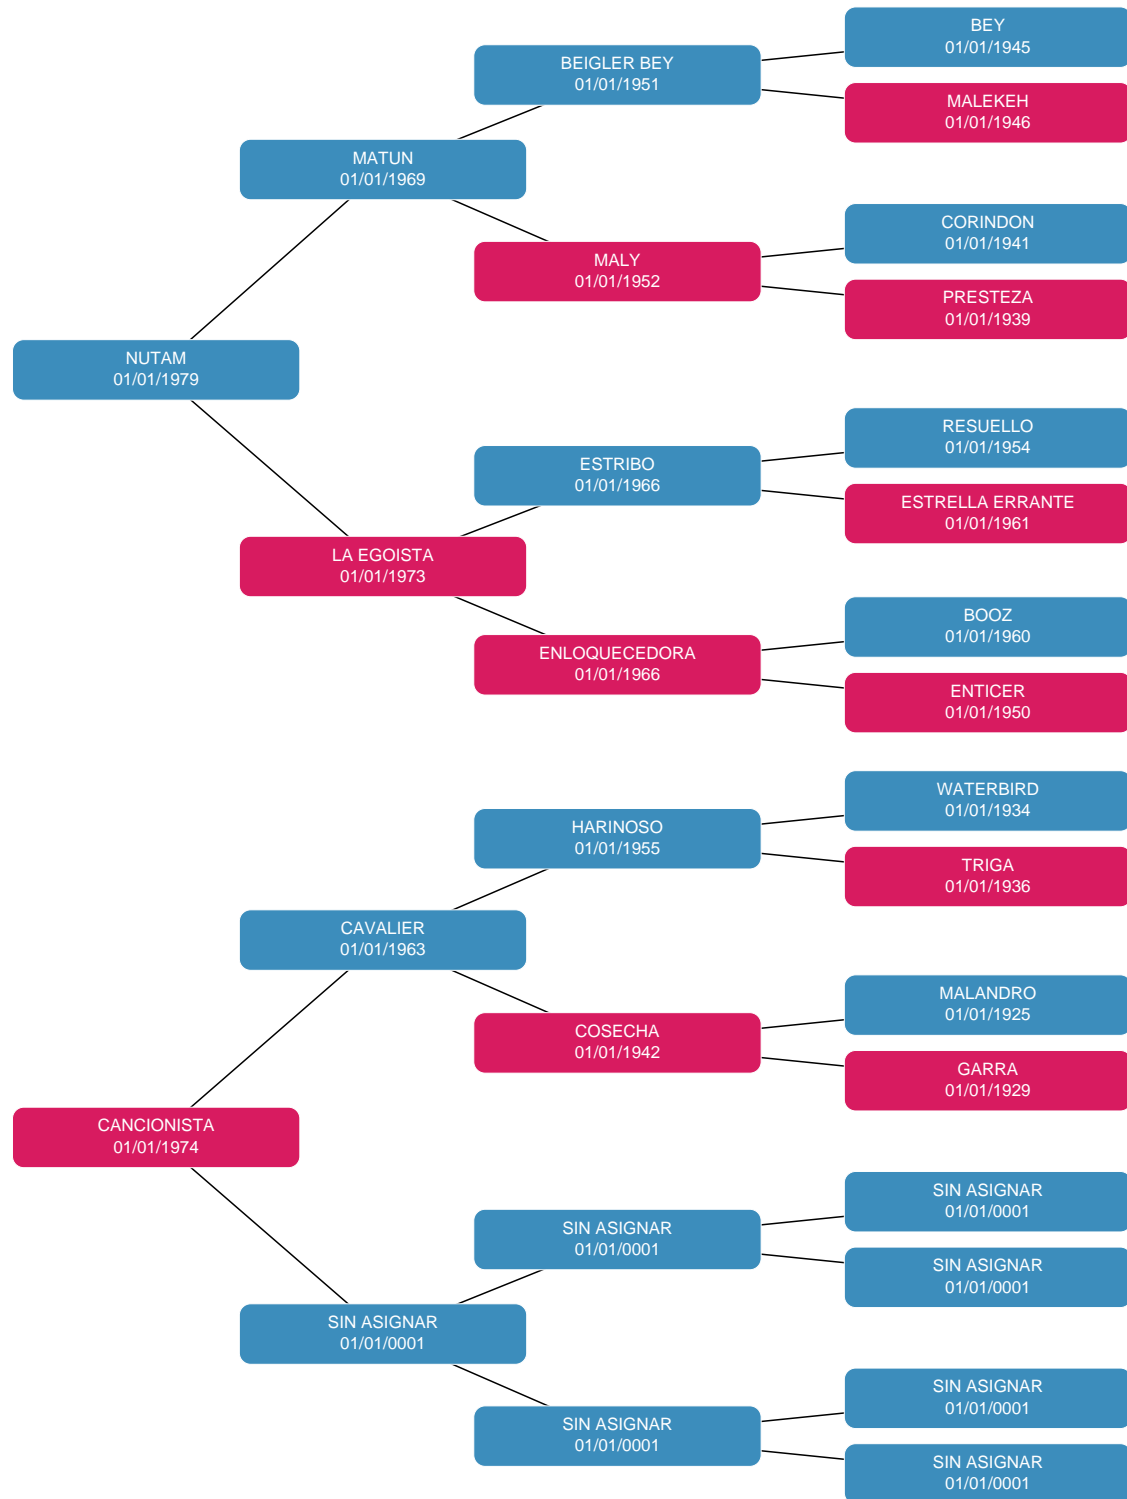 BEY
01/01/1945
BEIGLER BEY
01/01/1951
MALEKEH
01/01/1946
MATUN
01/01/1969
CORINDON
01/01/1941
MALY
01/01/1952
PRESTEZA
01/01/1939
NUTAM
01/01/1979
RESUELLO
01/01/1954
ESTRIBO
01/01/1966
ESTRELLA ERRANTE
01/01/1961
LA EGOISTA
01/01/1973
BOOZ
01/01/1960
ENLOQUECEDORA
01/01/1966
ENTICER
01/01/1950
WATERBIRD
01/01/1934
HARINOSO
01/01/1955
TRIGA
01/01/1936
CAVALIER
01/01/1963
MALANDRO
01/01/1925
COSECHA
01/01/1942
GARRA
01/01/1929
CANCIONISTA
01/01/1974
SIN ASIGNAR
01/01/0001
SIN ASIGNAR
01/01/0001
SIN ASIGNAR
01/01/0001
SIN ASIGNAR
01/01/0001
SIN ASIGNAR
01/01/0001
SIN ASIGNAR
01/01/0001
SIN ASIGNAR
01/01/0001